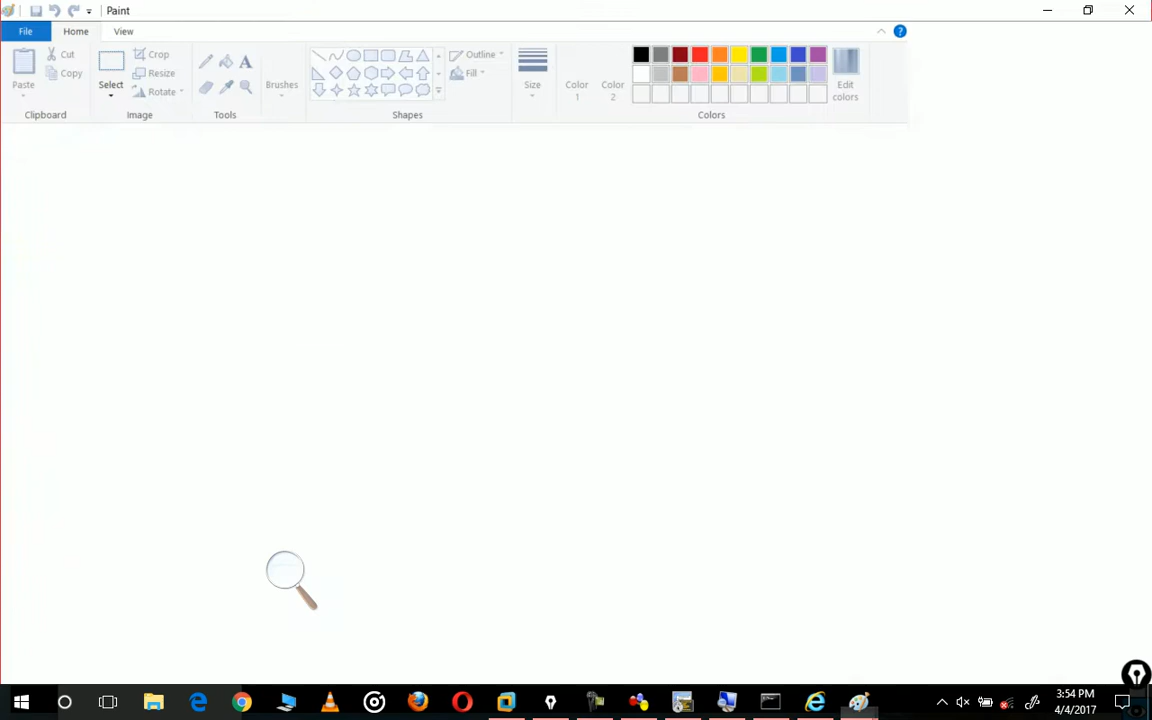 Paint
File Home View
Paste
Cut
Copy
Clipboard
Select
Crop
Resize
Rotate
Image
A
Tools
Brushes
Shapes
Outline
Fill
Size
Color 1
Color 2
Colors
Edit colors
?
3:54 PM
4/4/2017